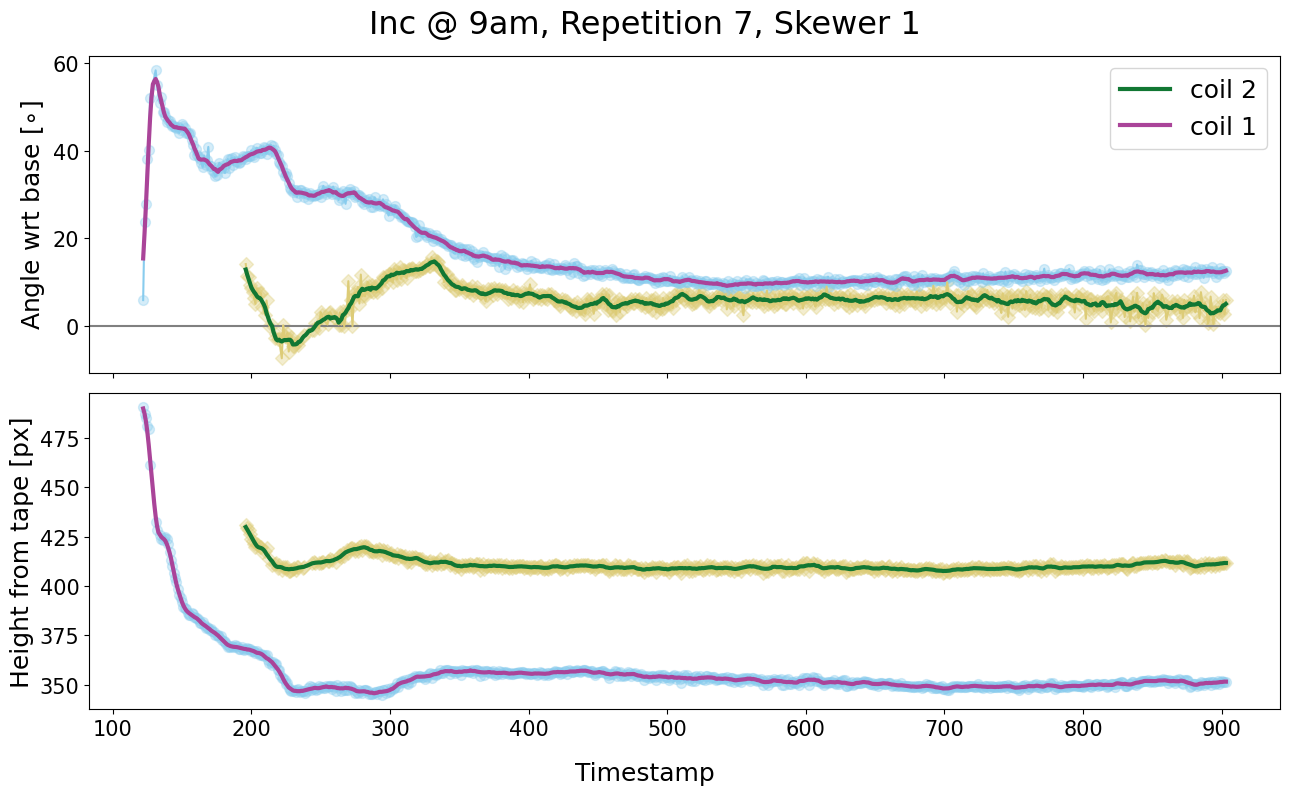 Inc @ 9am, Repetition 7, Skewer 1
Angle wrt base [∘]
60
40
20
0
coil 2
coil 1
Height from tape [px]
475
450
425
400
375
350
100 200 300 400 500 600 700 800 900
Timestamp